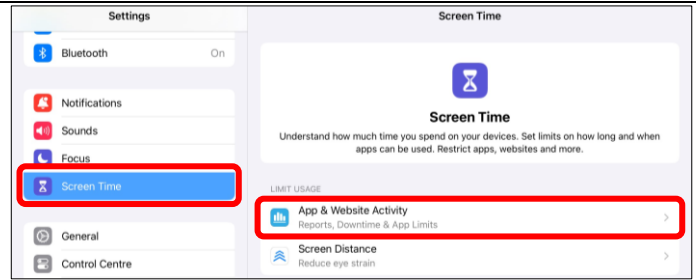 Settings
Bluetooth On
Notifications
Sounds
Focus
Screen Time
General
Control Centre
Screen Time
Screen Time
Understand how much time you spend on your devices. Set limits on how long and when
apps can be used. Restrict apps, websites and more.
LIMIT USAGE
App & Website Activity
Reports, Downtime & App Limits
Screen Distance
Reduce eye strain